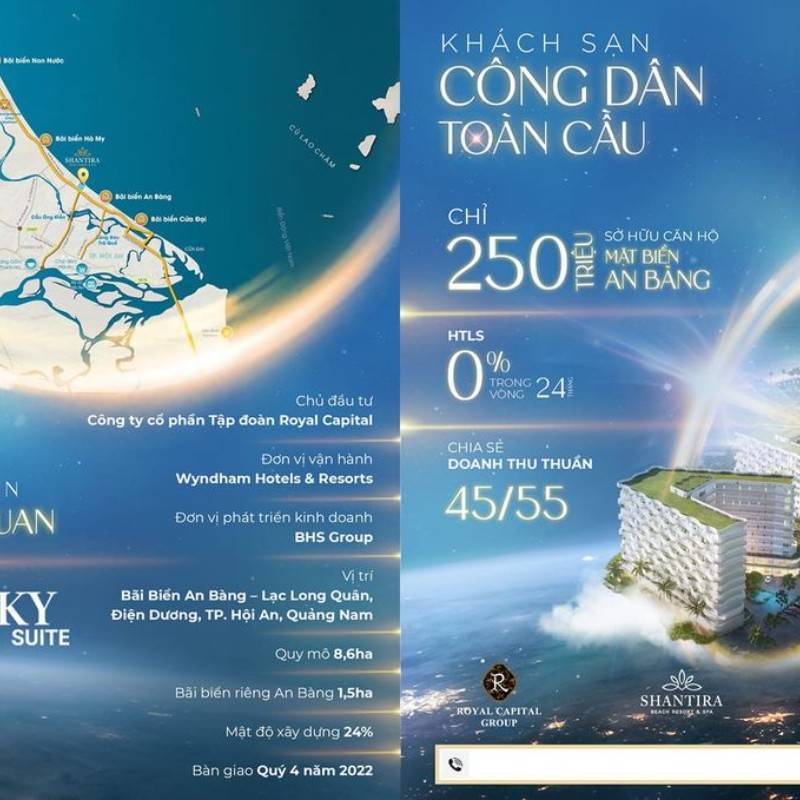 Bãi biển Non Nước
Bãi biển Hà My
SHANTIRA
Bãi biển An Bàng
Bãi biển Cửa Đại
CÙ LAO CHÀM
TP. HỘI AN
Chủ đầu tư
Công ty cổ phần Tập đoàn Royal Capital
Đơn vị vận hành
Wyndham Hotels & Resorts
Đơn vị phát triển kinh doanh
BHS Group
N
UAN
Vị trí
Bãi Biển An Bàng – Lạc Long Quân,
Điện Dương, TP. Hội An, Quảng Nam
KY
SUITE
Quy mô 8,6ha
Bãi biển riêng An Bàng 1,5ha
Mật độ xây dựng 24%
Bàn giao Quý 4 năm 2022
KHÁCH SẠN
CÔNG DÂN
TOÀN CẦU
CHỈ
250 TRIỆU
SỞ HỮU CĂN HỘ
MẶT BIỂN
AN BÀNG
HTLS
0% TRONG VÒNG 24 THÁNG
CHIA SẺ
DOANH THU THUẦN
45/55
R
ROYAL CAPITAL
GROUP
SHANTIRA
BEACH RESORT & SPA